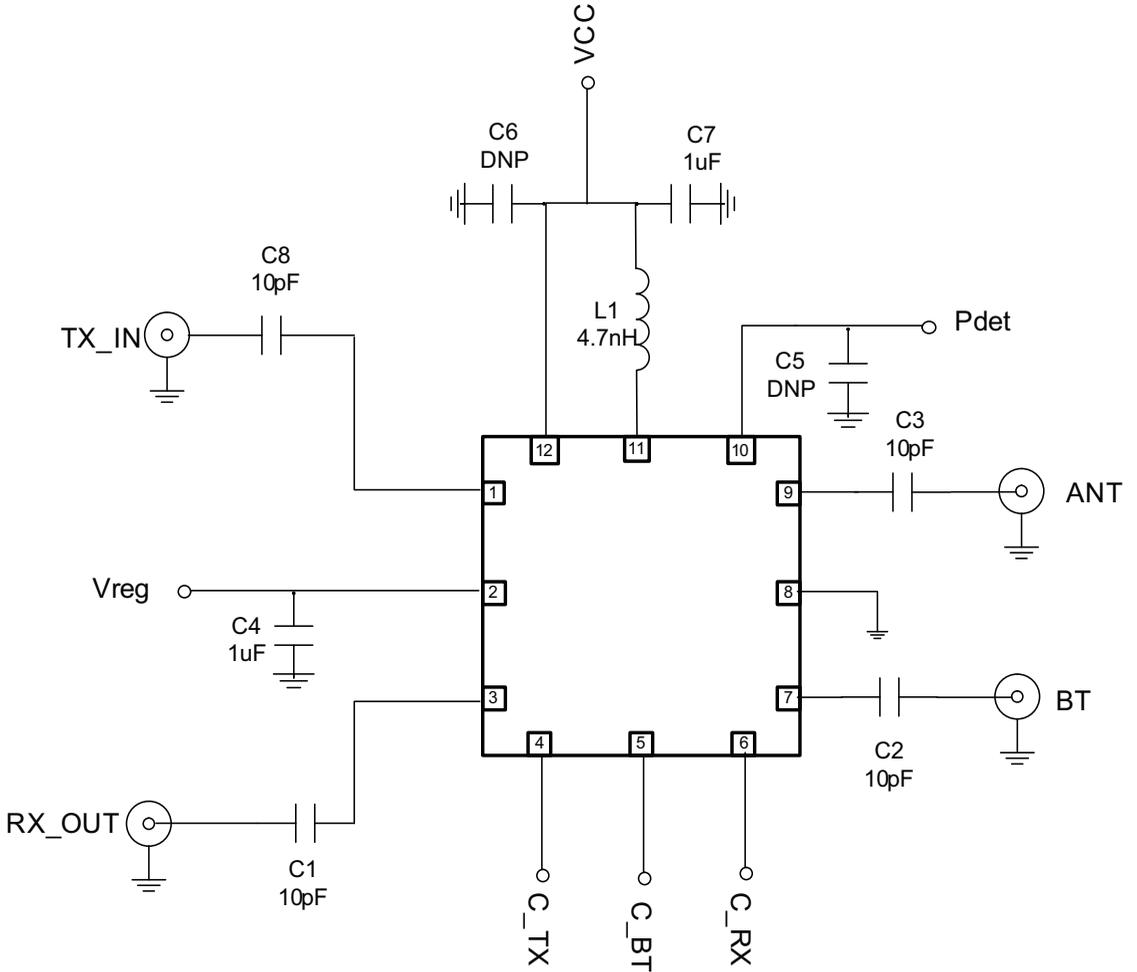 VCC
C6
DNP
C7
1uF
C8
10pF
TX_IN
L1
4.7nH
Pdet
C5
DNP
C3
10pF
12
11
10
1
9
ANT
Vreg
2
8
C4
1uF
3
7
BT
4
5
6
C2
10pF
RX_OUT
C1
10pF
C_TX
C_BT
C_RX